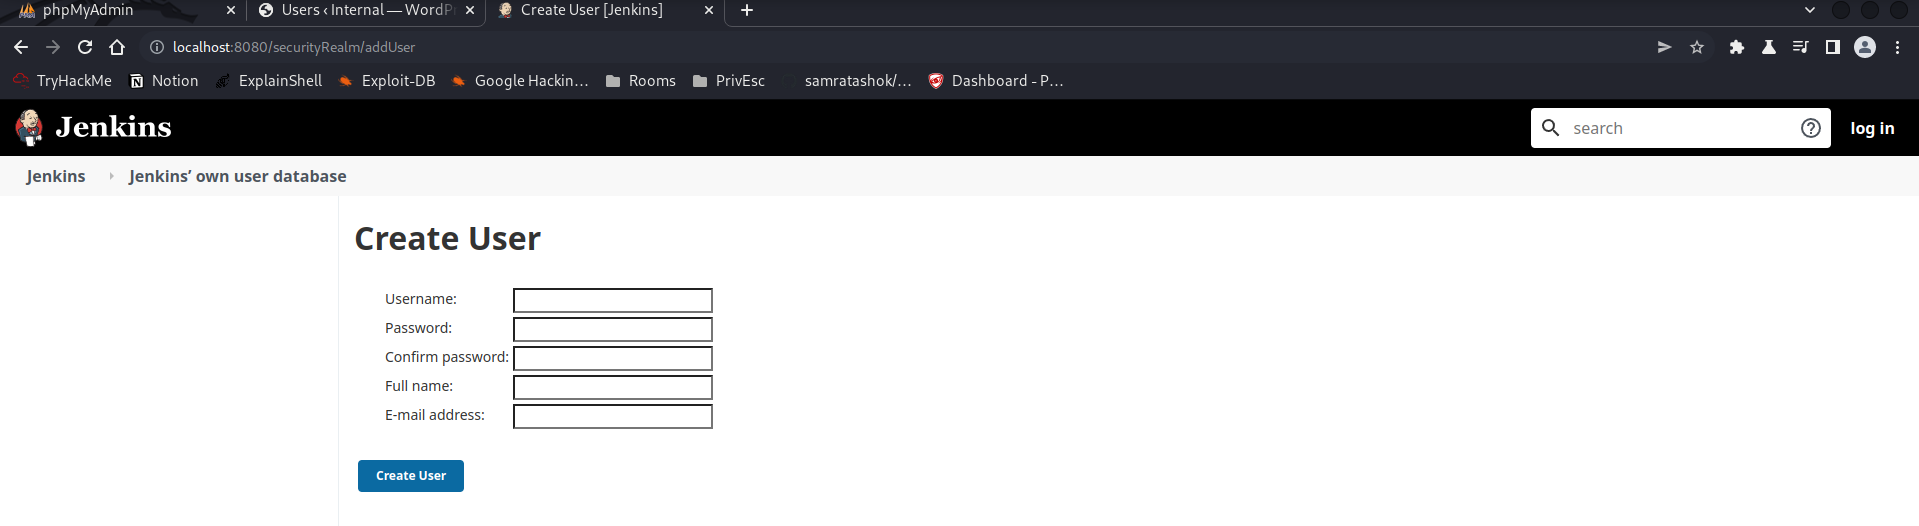 phpMyAdmin Users ‹ Internal — WordPr Create User [Jenkins]
localhost:8080/securityRealm/addUser
TryHackMe Notion ExplainShell Exploit-DB Google Hackin... Rooms PrivEsc samratashok/... Dashboard - P...
Jenkins search log in
Jenkins Jenkins’ own user database
Create User
Username:
Password:
Confirm password:
Full name:
E-mail address:
Create User